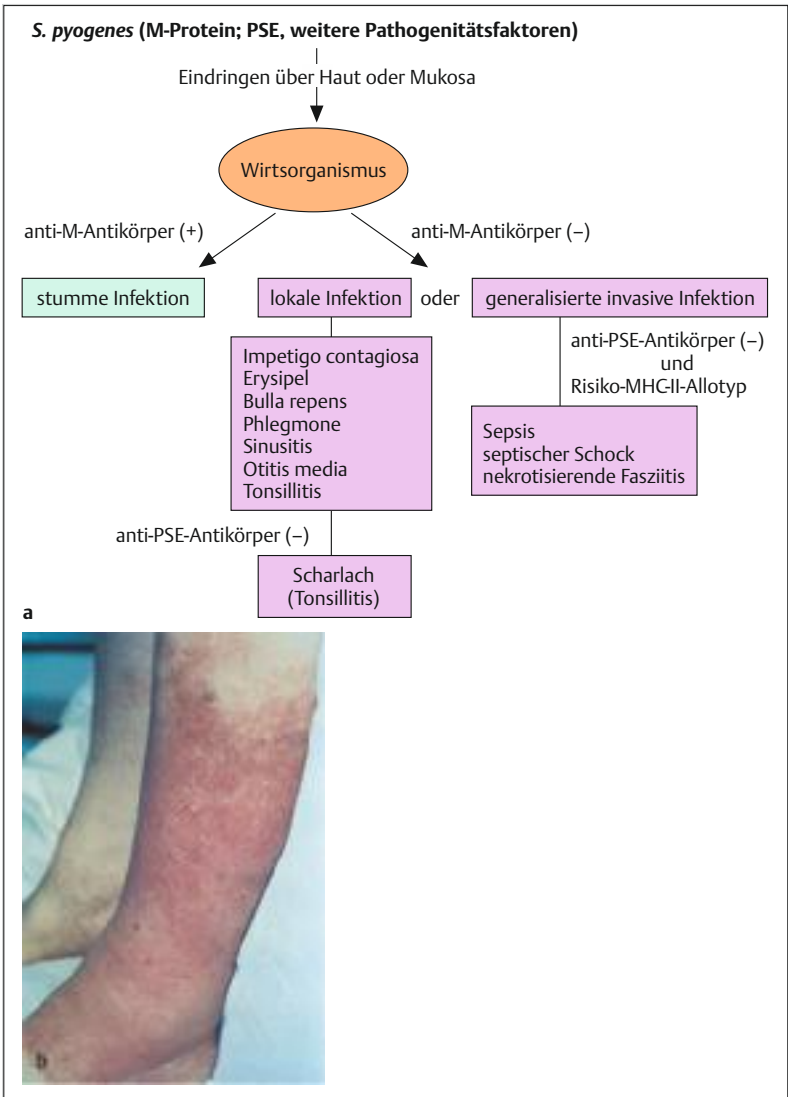 S. pyogenes (M-Protein; PSE, weitere Pathogenitätsfaktoren)
Eindringen über Haut oder Mukosa
Wirtsorganismus
anti-M-Antikörper (+)
anti-M-Antikörper (–)
stumme Infektion
lokale Infektion
oder
generalisierte invasive Infektion
Impetigo contagiosa
Erysipel
Bulla repens
Phlegmone
Sinusitis
Otitis media
Tonsillitis
anti-PSE-Antikörper (–)
und
Risiko-MHC-II-Allotyp
Sepsis
septischer Schock
nekrotisierende Fasziitis
anti-PSE-Antikörper (–)
Scharlach
(Tonsillitis)
a
b